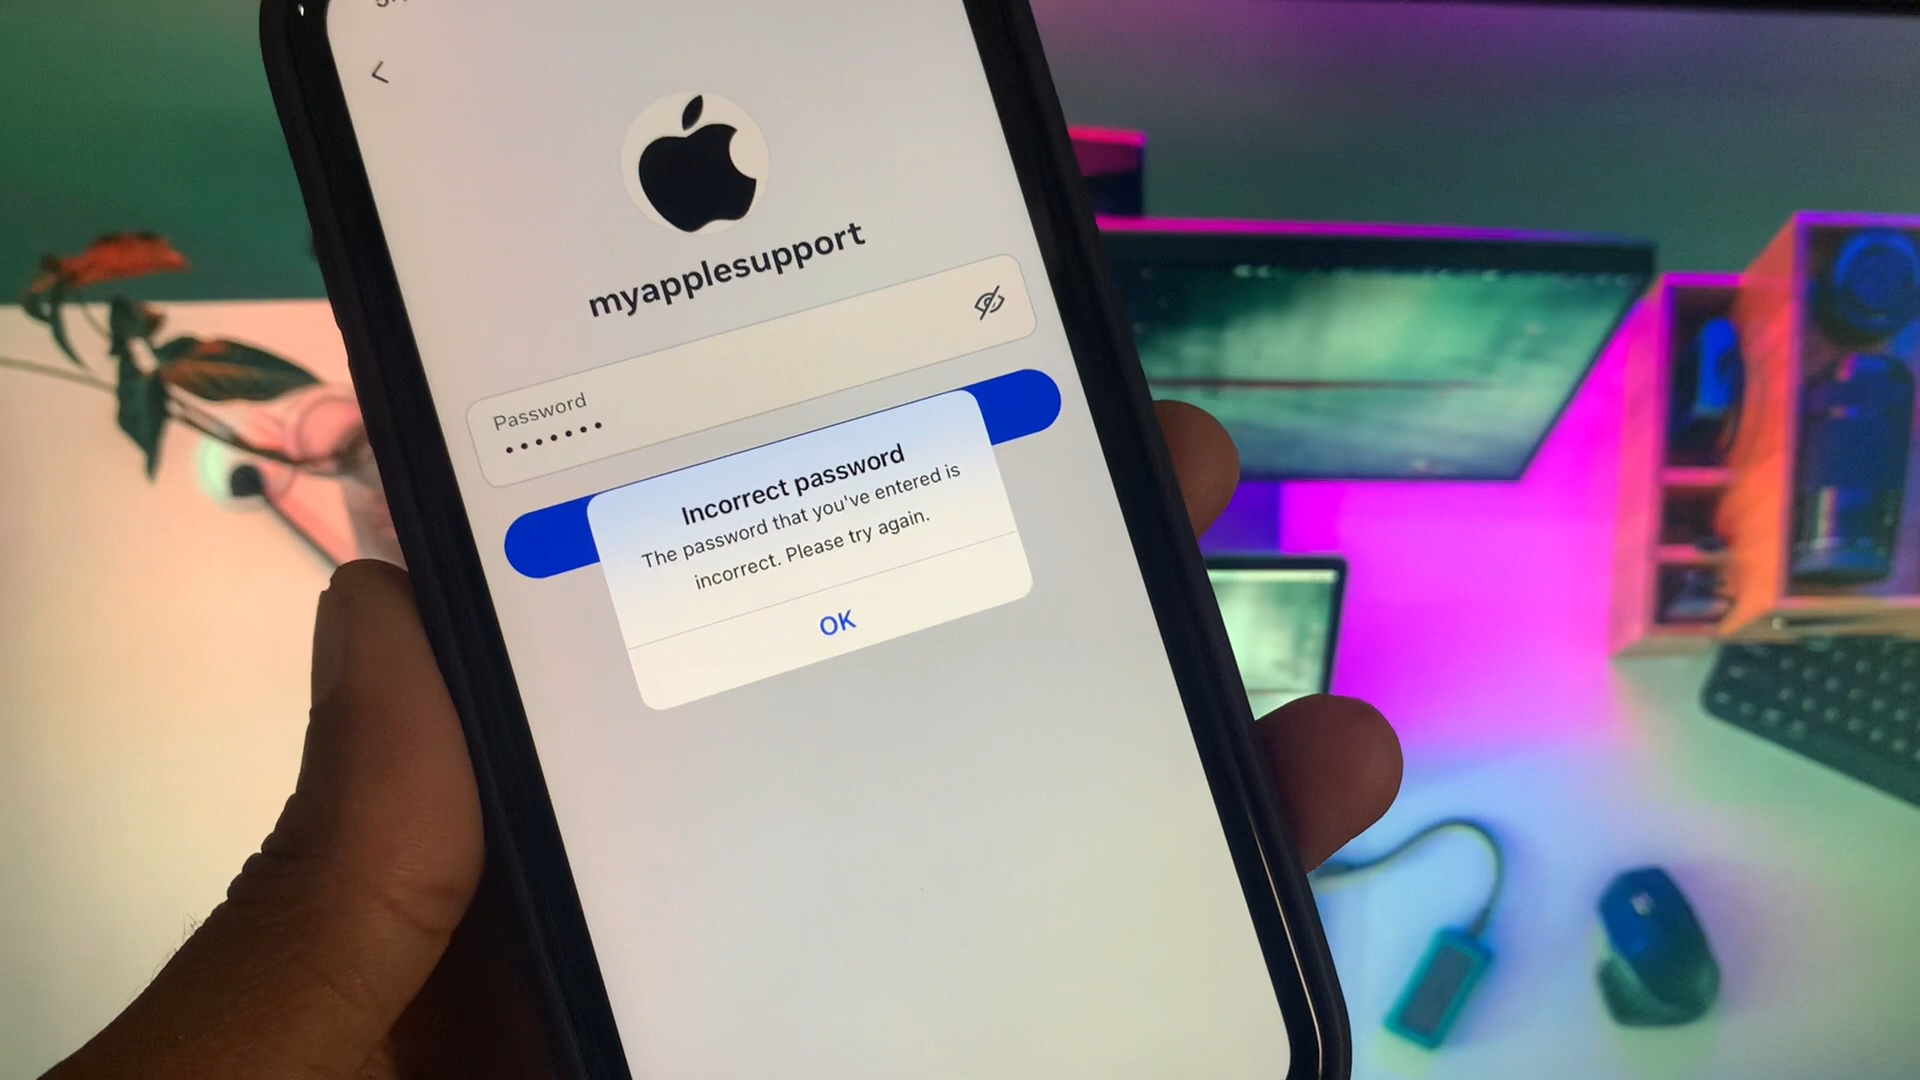 myapplesupport
Password
Incorrect password
The password that you've entered is
incorrect. Please try again.
OK